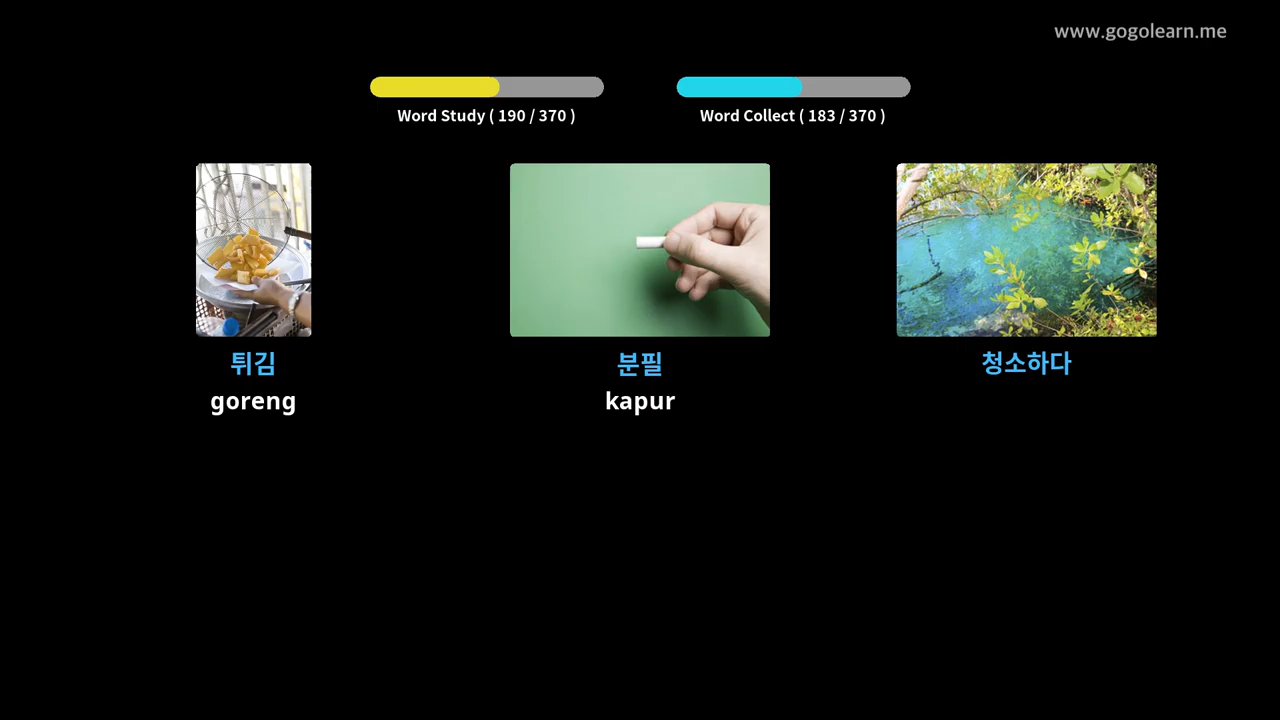 www.gogolearn.me
Word Study ( 190 / 370 )
Word Collect ( 183 / 370 )
튀김
goreng
분필
kapur
청소하다